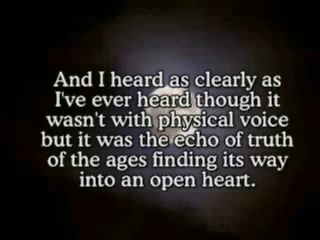 And I heard as clearly as
I've ever heard though it
wasn't with physical voice
but it was the echo of truth
of the ages finding its way
into an open heart.